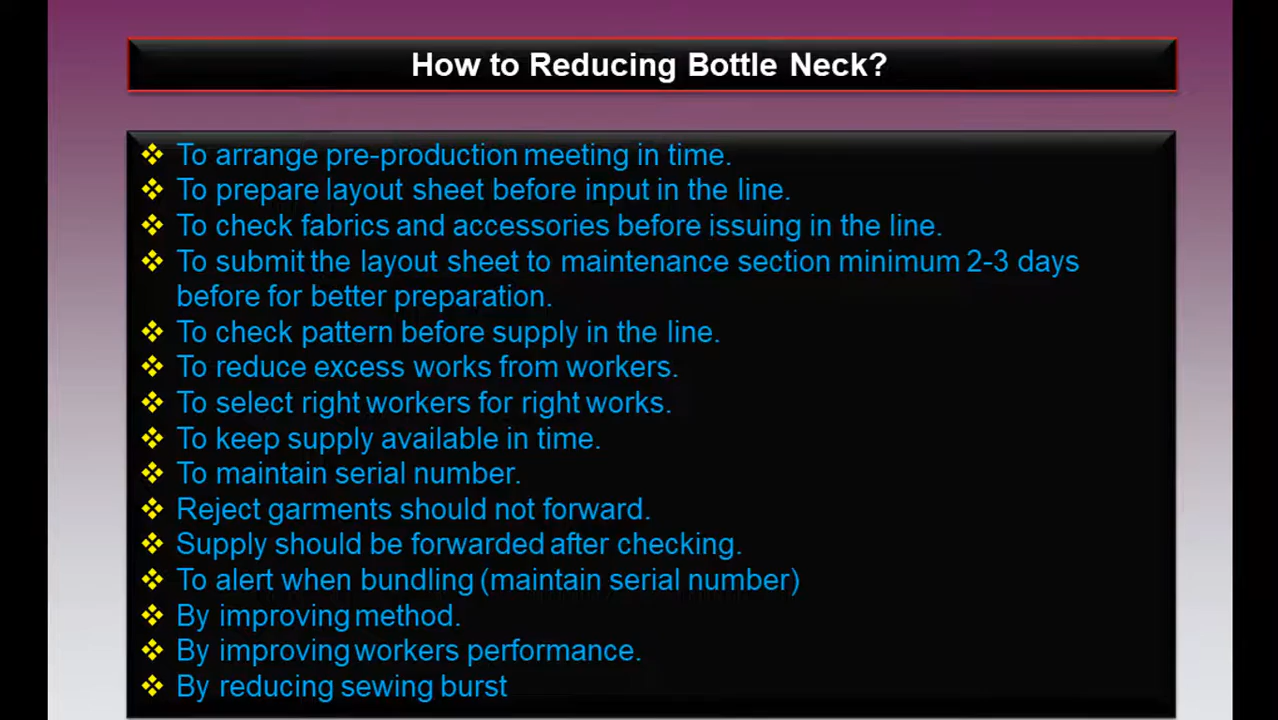 How to Reducing Bottle Neck?
To arrange pre-production meeting in time.
To prepare layout sheet before input in the line.
To check fabrics and accessories before issuing in the line.
To submit the layout sheet to maintenance section minimum 2-3 days
before for better preparation.
To check pattern before supply in the line.
To reduce excess works from workers.
To select right workers for right works.
To keep supply available in time.
To maintain serial number.
Reject garments should not forward.
Supply should be forwarded after checking.
To alert when bundling (maintain serial number)
By improving method.
By improving workers performance.
By reducing sewing burst